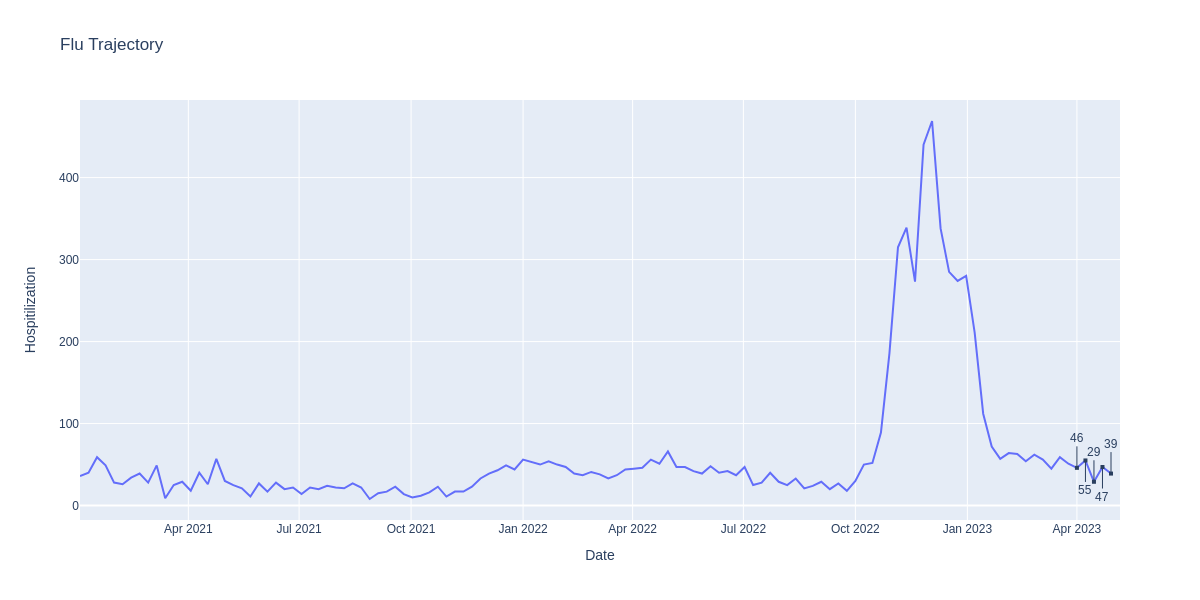 Flu Trajectory
Hospitilization
400
300
200
100
0
46
29
39
55
47
Apr 2021
Jul 2021
Oct 2021
Jan 2022
Apr 2022
Jul 2022
Oct 2022
Jan 2023
Apr 2023
Date